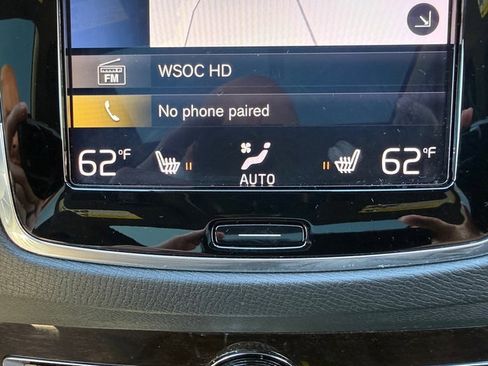 FM
WSOC HD
No phone paired
62°F
62°F
AUTO